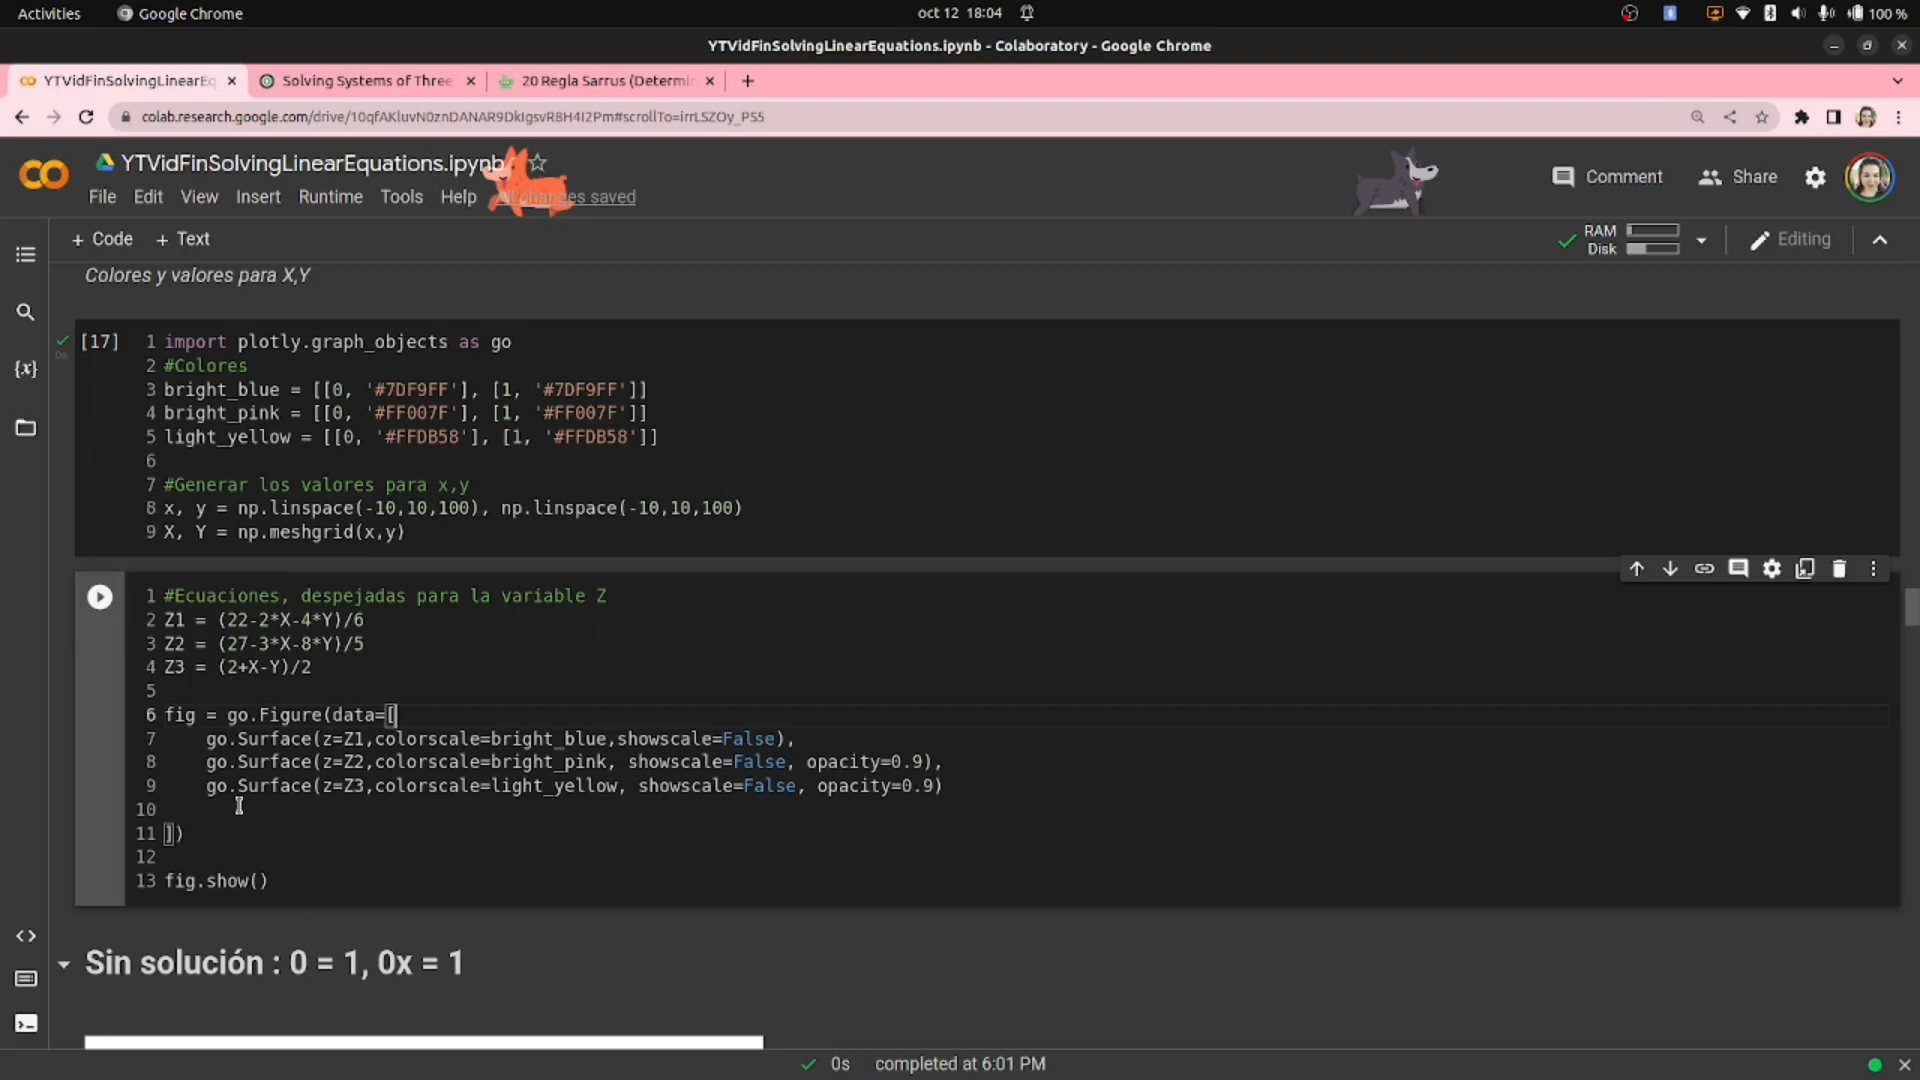 Activities
Google Chrome
oct 12 18:04
100 %
YTVidFinSolvingLinearEquations.ipynb - Colaboratory - Google Chrome
YTVidFinSolvingLinearEq
Solving Systems of Three
20 Regla Sarrus (Determin
colab.research.google.com/drive/10qfAKluvN0znDANAR9DkIgsvR8H4I2Pm#scrollTo=irrLSZOy_PS5
YTVidFinSolvingLinearEquations.ipynb
Comment
Share
File Edit View Insert Runtime Tools Help All changes saved
+ Code + Text
RAM
Disk
Editing
Colores y valores para X,Y
[17]
0s
1 import plotly.graph_objects as go
2 #Colores
3 bright_blue = [[0, '#7DF9FF'], [1, '#7DF9FF']]
4 bright_pink = [[0, '#FF007F'], [1, '#FF007F']]
5 light_yellow = [[0, '#FFDB58'], [1, '#FFDB58']]
6
7 #Generar los valores para x,y
8 x, y = np.linspace(-10,10,100), np.linspace(-10,10,100)
9 X, Y = np.meshgrid(x,y)
1 #Ecuaciones, despejadas para la variable Z
2 Z1 = (22-2*X-4*Y)/6
3 Z2 = (27-3*X-8*Y)/5
4 Z3 = (2+X-Y)/2
5
6 fig = go.Figure(data=[
7     go.Surface(z=Z1,colorscale=bright_blue,showscale=False),
8     go.Surface(z=Z2,colorscale=bright_pink, showscale=False, opacity=0.9),
9     go.Surface(z=Z3,colorscale=light_yellow, showscale=False, opacity=0.9)
10
11 ])
12
13 fig.show()
Sin solución : 0 = 1, 0x = 1
0s completed at 6:01 PM